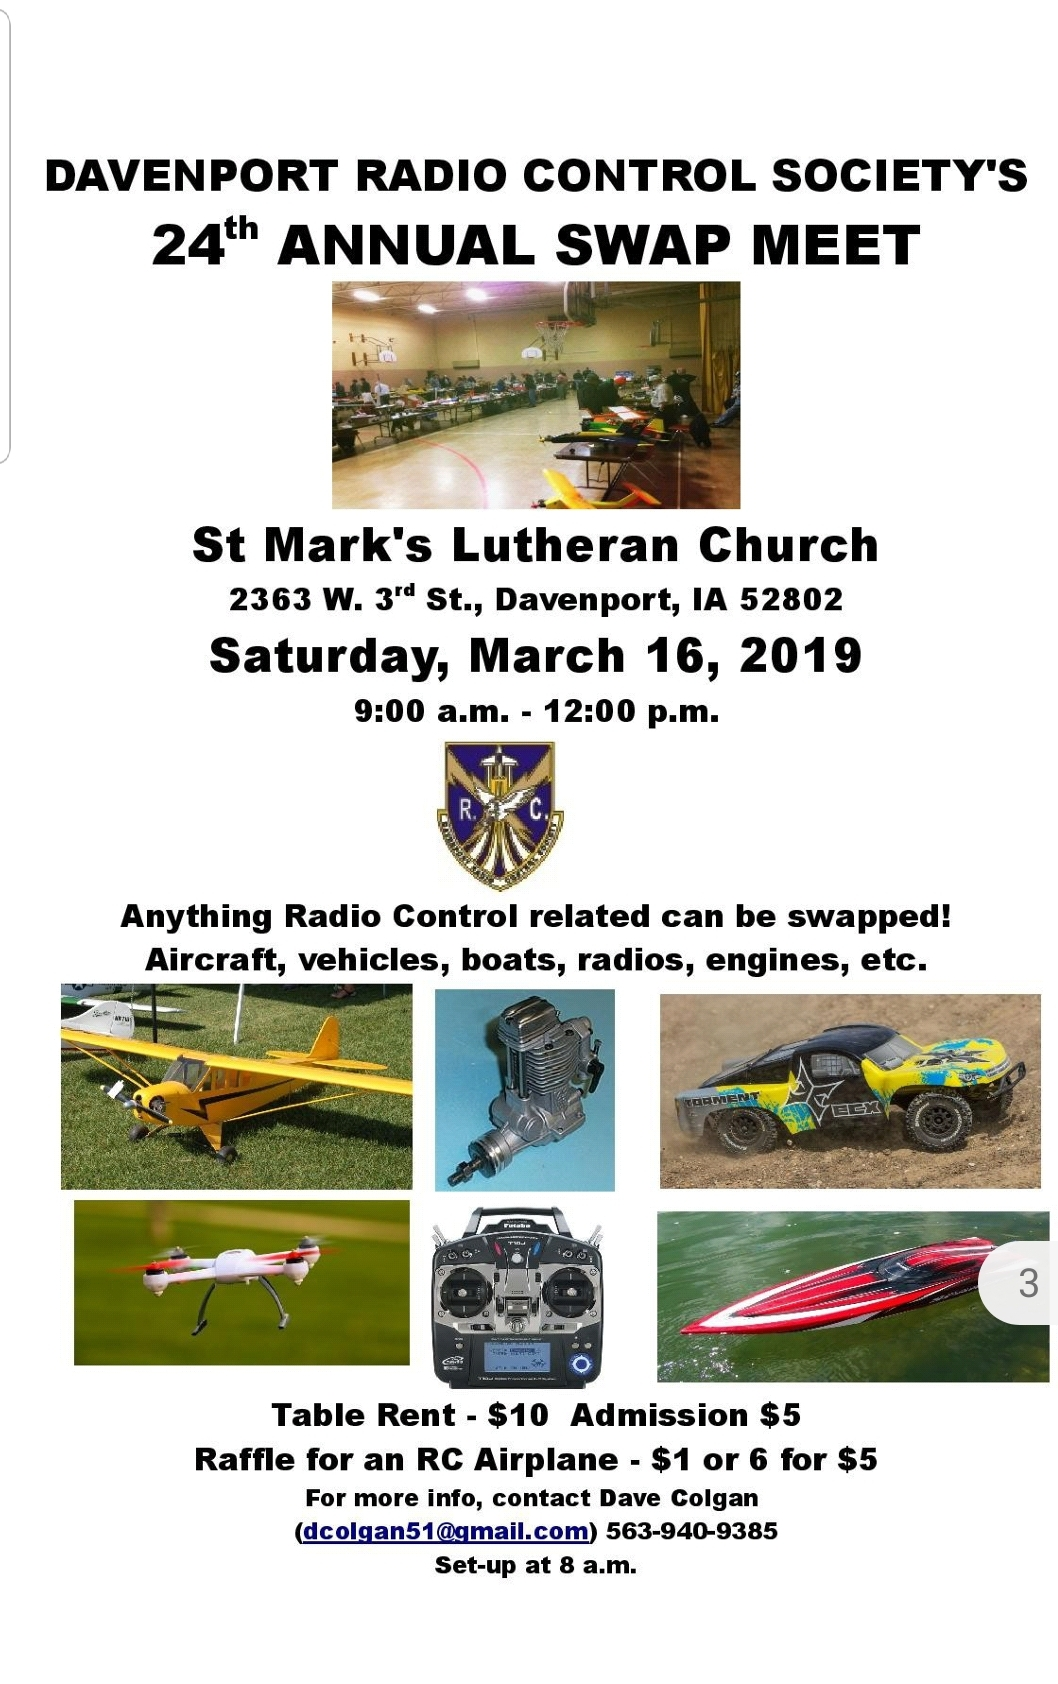 DAVENPORT RADIO CONTROL SOCIETY'S
24th ANNUAL SWAP MEET
St Mark's Lutheran Church
2363 W. 3rd St., Davenport, IA 52802
Saturday, March 16, 2019
9:00 a.m. - 12:00 p.m.
R. C.
Anything Radio Control related can be swapped!
Aircraft, vehicles, boats, radios, engines, etc.
TORMENT ECX
Futaba
3
Table Rent - $10 Admission $5
Raffle for an RC Airplane - $1 or 6 for $5
For more info, contact Dave Colgan
(dcolgan51@gmail.com) 563-940-9385
Set-up at 8 a.m.